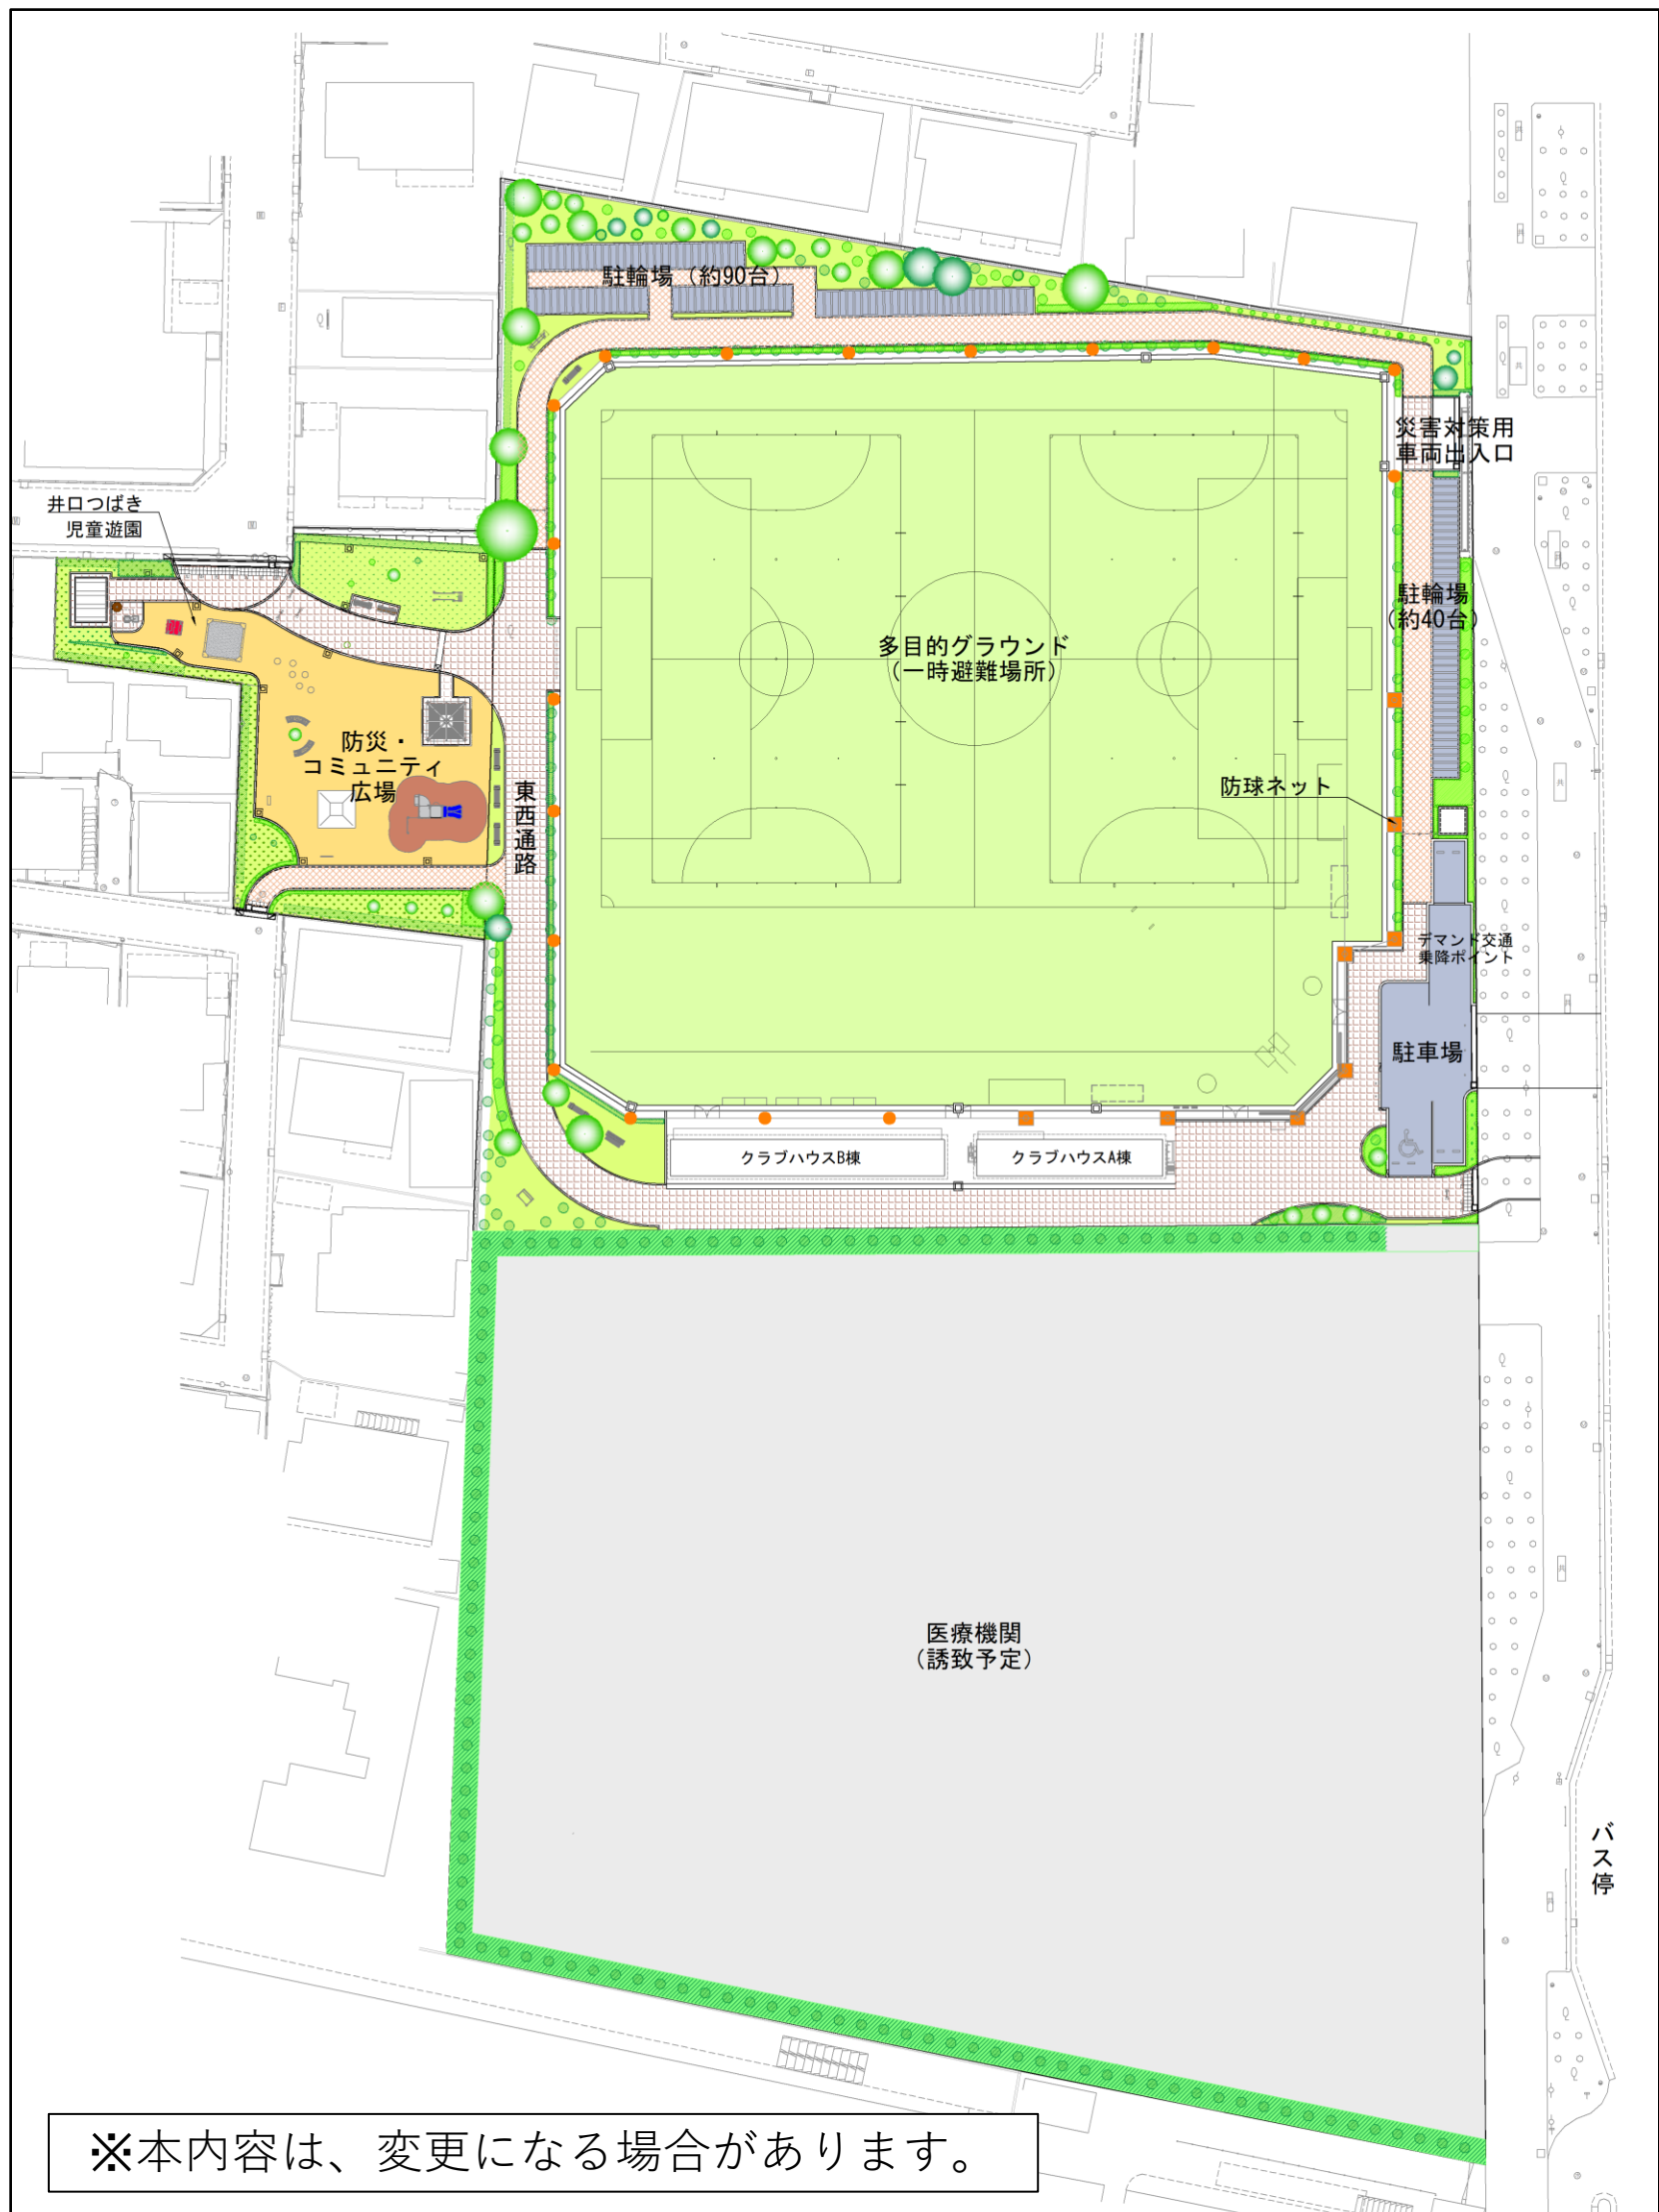 駐輪場（約90台）
災害対策用
車両出入口
井口つばき
児童遊園
駐輪場
（約40台）
多目的グラウンド
（一時避難場所）
防災・
コミュニティ
広場
東西通路
防球ネット
デマンド交通
乗降ポイント
駐車場
クラブハウスB棟
クラブハウスA棟
医療機関
（誘致予定）
バス停
※本内容は、変更になる場合があります。